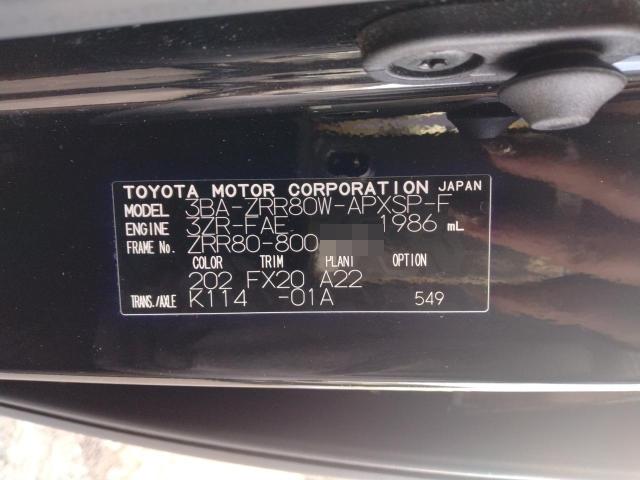 TOYOTA MOTOR CORPORATION JAPAN
MODEL 3BA-ZRR80W-APXSP-F
ENGINE 3ZR-FAE 1986 mL
FRAME No. ZRR80-800
COLOR TRIM PLANT OPTION
202 FX20 A22
TRANS./AXLE K114 -01A 549